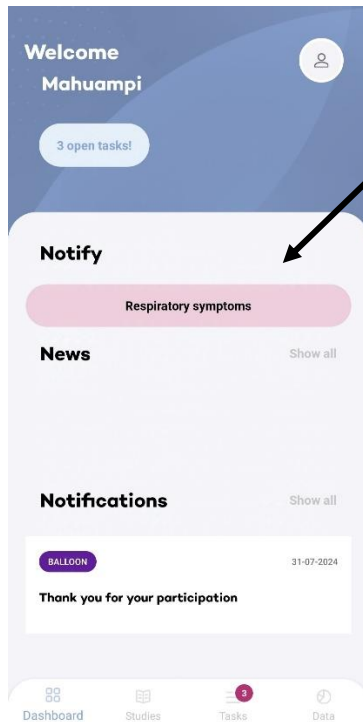 Welcome
Mahuampi
3 open tasks!
Notify
Respiratory symptoms
News Show all
Notifications Show all
BALLOON 31-07-2024
Thank you for your participation
3
Dashboard Studies Tasks Data